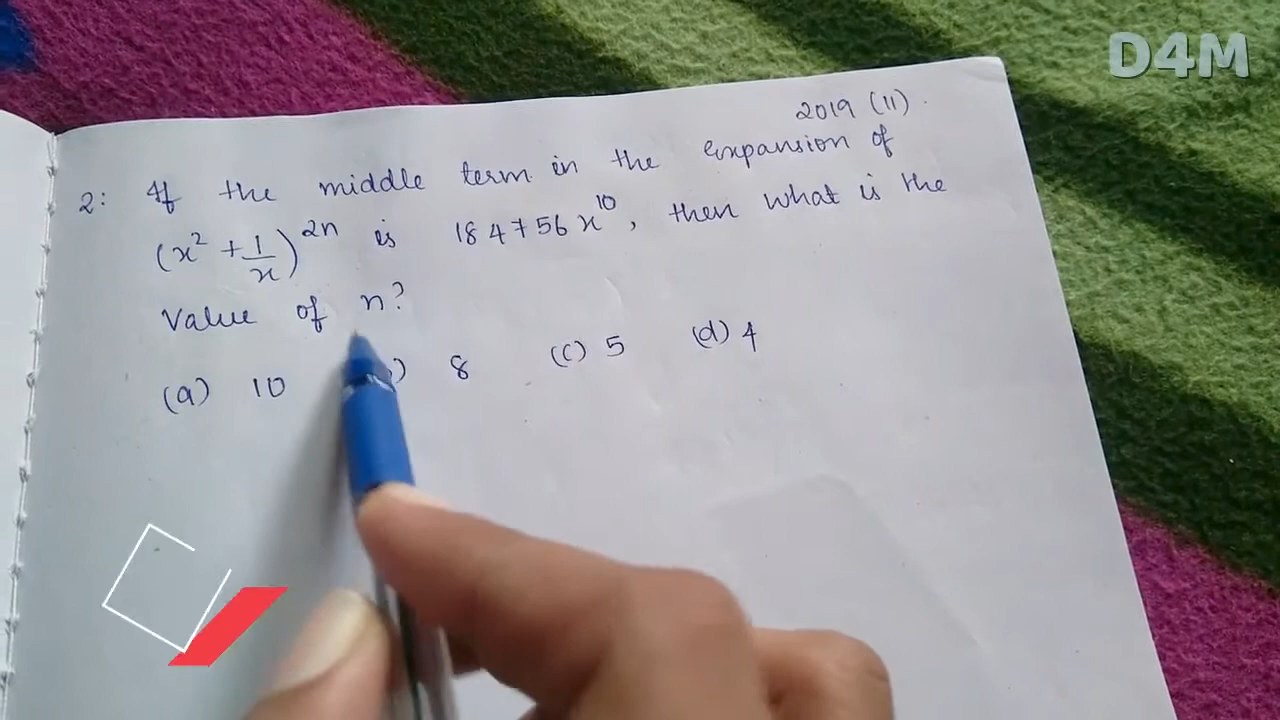 D4M
2019 (11).
2: If the middle term in the expansion of
(x² + 1/x)²ⁿ is 184756 x¹⁰, then what is the
Value of n?
(a) 10 ) 8 (c) 5 (d) 4